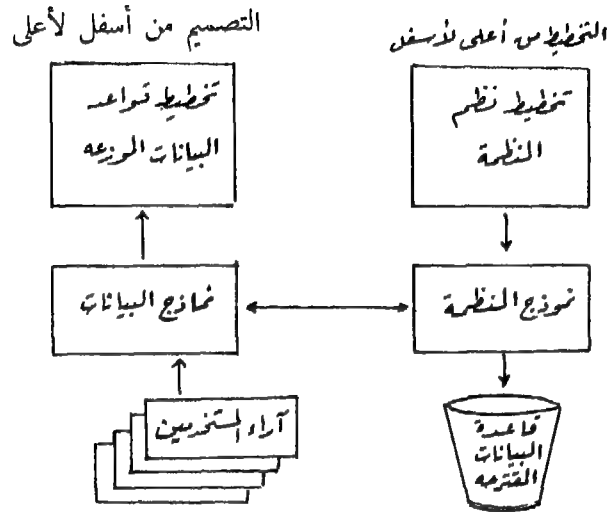 التخطيط من أعلى لأسفل
تخطيط نظم
المنظمة
نموذج المنظمة
قاعدة
البيانات
المقترحه
التصميم من أسفل لأعلى
تخطيط قواعد
البيانات الموزعه
نماذج البيانات
آراء المستخدمين